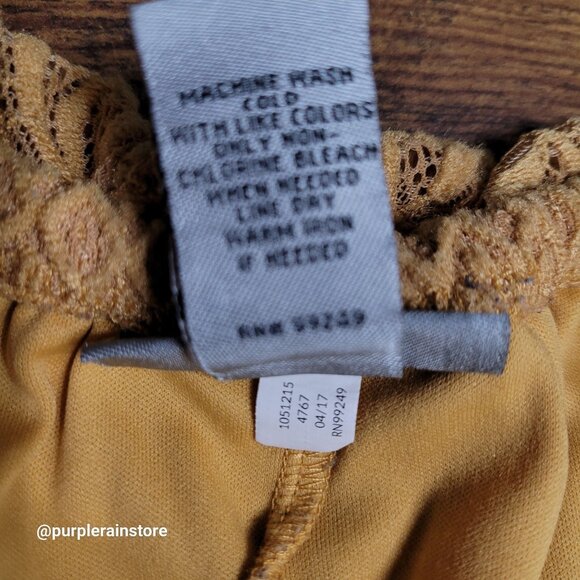 MACHINE WASH
COLD
WITH LIKE COLORS
ONLY NON-
CHLORINE BLEACH
WHEN NEEDED
LINE DRY
WARM IRON
IF NEEDED
RN# 99249
1051215
4767
04/17
RN99249
@purplerainstore